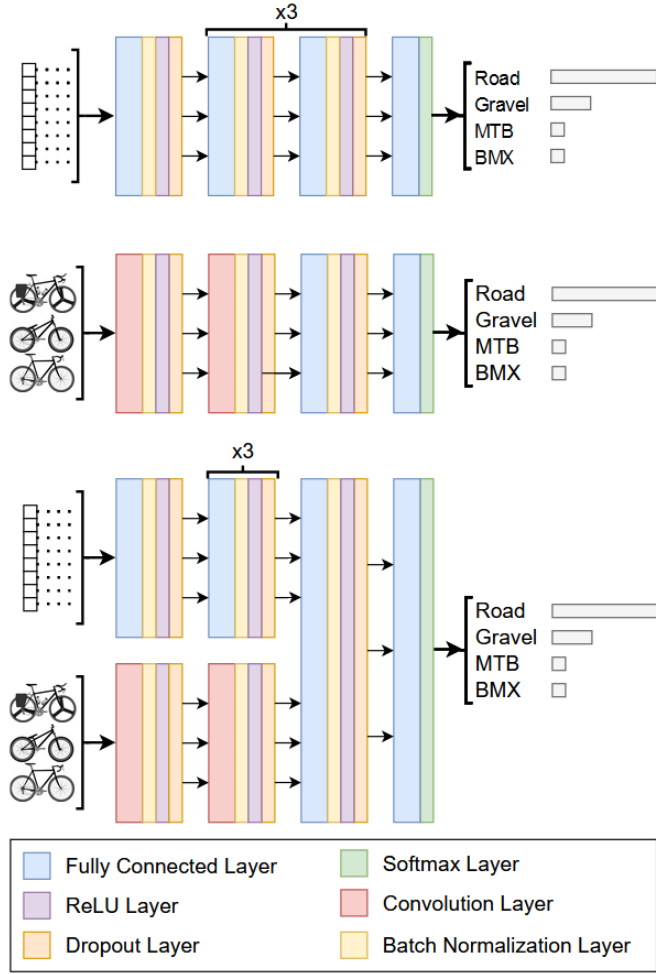 x3
Road
Gravel
MTB
BMX
Road
Gravel
MTB
BMX
x3
Road
Gravel
MTB
BMX
Fully Connected Layer
Softmax Layer
ReLU Layer
Convolution Layer
Dropout Layer
Batch Normalization Layer